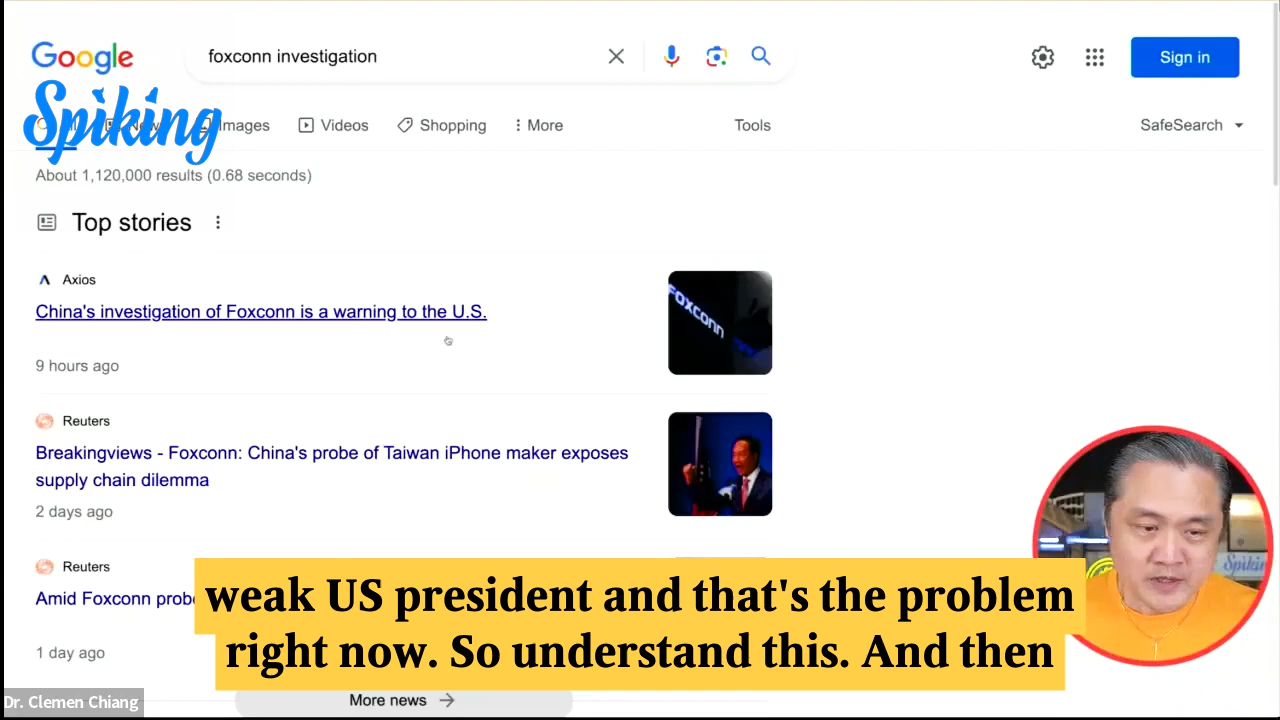 Google
foxconn investigation
Sign in
Spiking
Images
Videos
Shopping
More
Tools
SafeSearch
About 1,120,000 results (0.68 seconds)
Top stories
Axios
China's investigation of Foxconn is a warning to the U.S.
9 hours ago
FOXCONN
Reuters
Breakingviews - Foxconn: China's probe of Taiwan iPhone maker exposes
supply chain dilemma
2 days ago
Reuters
Amid Foxconn probe
1 day ago
Spiking
weak US president and that's the problem
right now. So understand this. And then
More news
Dr. Clemen Chiang